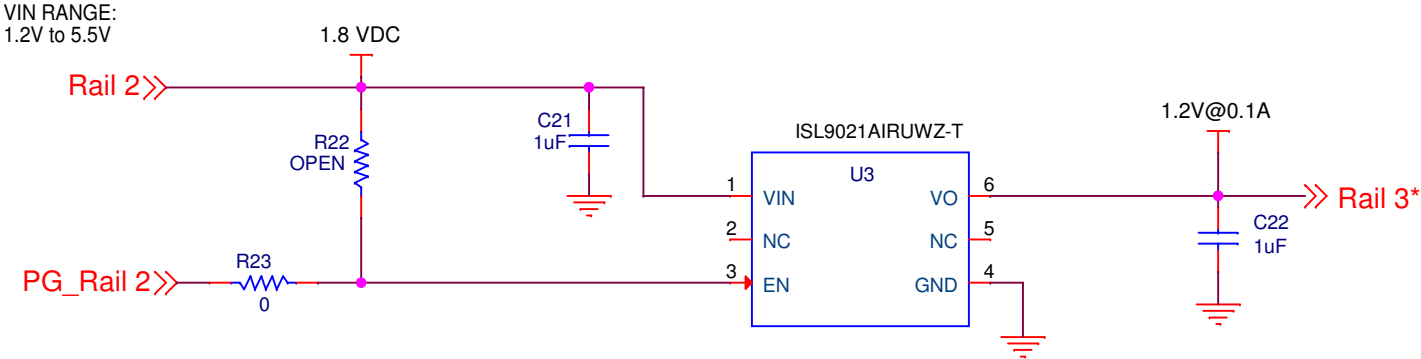 VIN RANGE:
1.2V to 5.5V
1.8 VDC
Rail 2
R22
OPEN
C21
1uF
PG_Rail 2
R23
0
ISL9021AIRUWZ-T
U3
1
VIN
2
NC
3
EN
VO
6
NC
5
GND
4
1.2V@0.1A
Rail 3*
C22
1uF